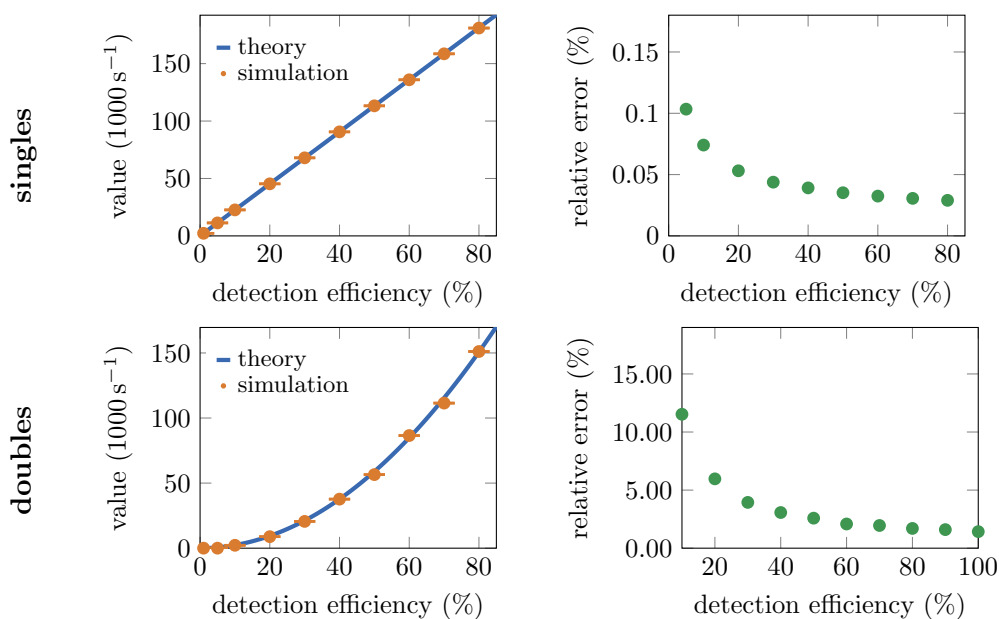 singles
value (1000 s⁻¹)
150
100
50
0
theory
simulation
0 20 40 60 80
detection efficiency (%)
relative error (%)
0.15
0.1
0.05
0
0 20 40 60 80
detection efficiency (%)
doubles
value (1000 s⁻¹)
150
100
50
0
theory
simulation
0 20 40 60 80
detection efficiency (%)
relative error (%)
15.00
10.00
5.00
0.00
20 40 60 80 100
detection efficiency (%)